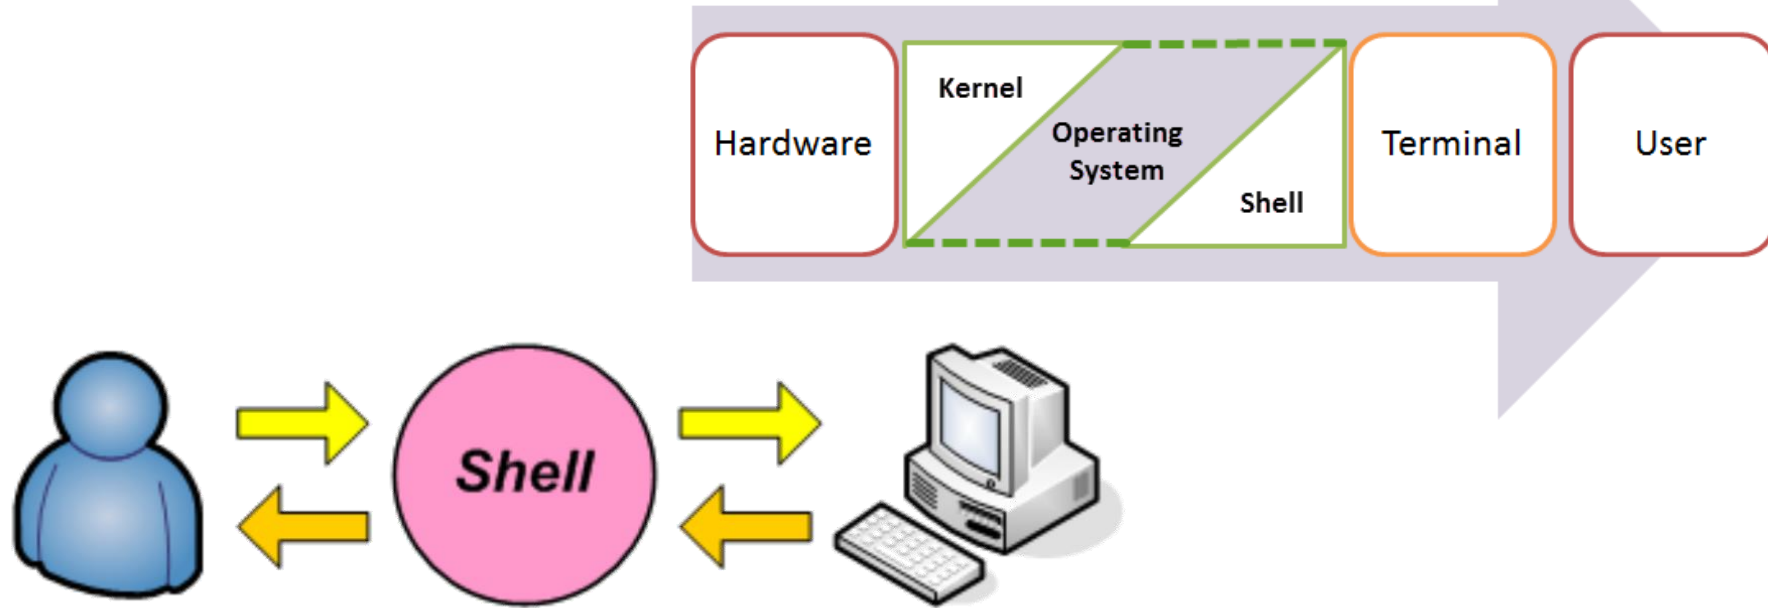 Hardware
Kernel
Operating
System
Shell
Terminal
User
Shell